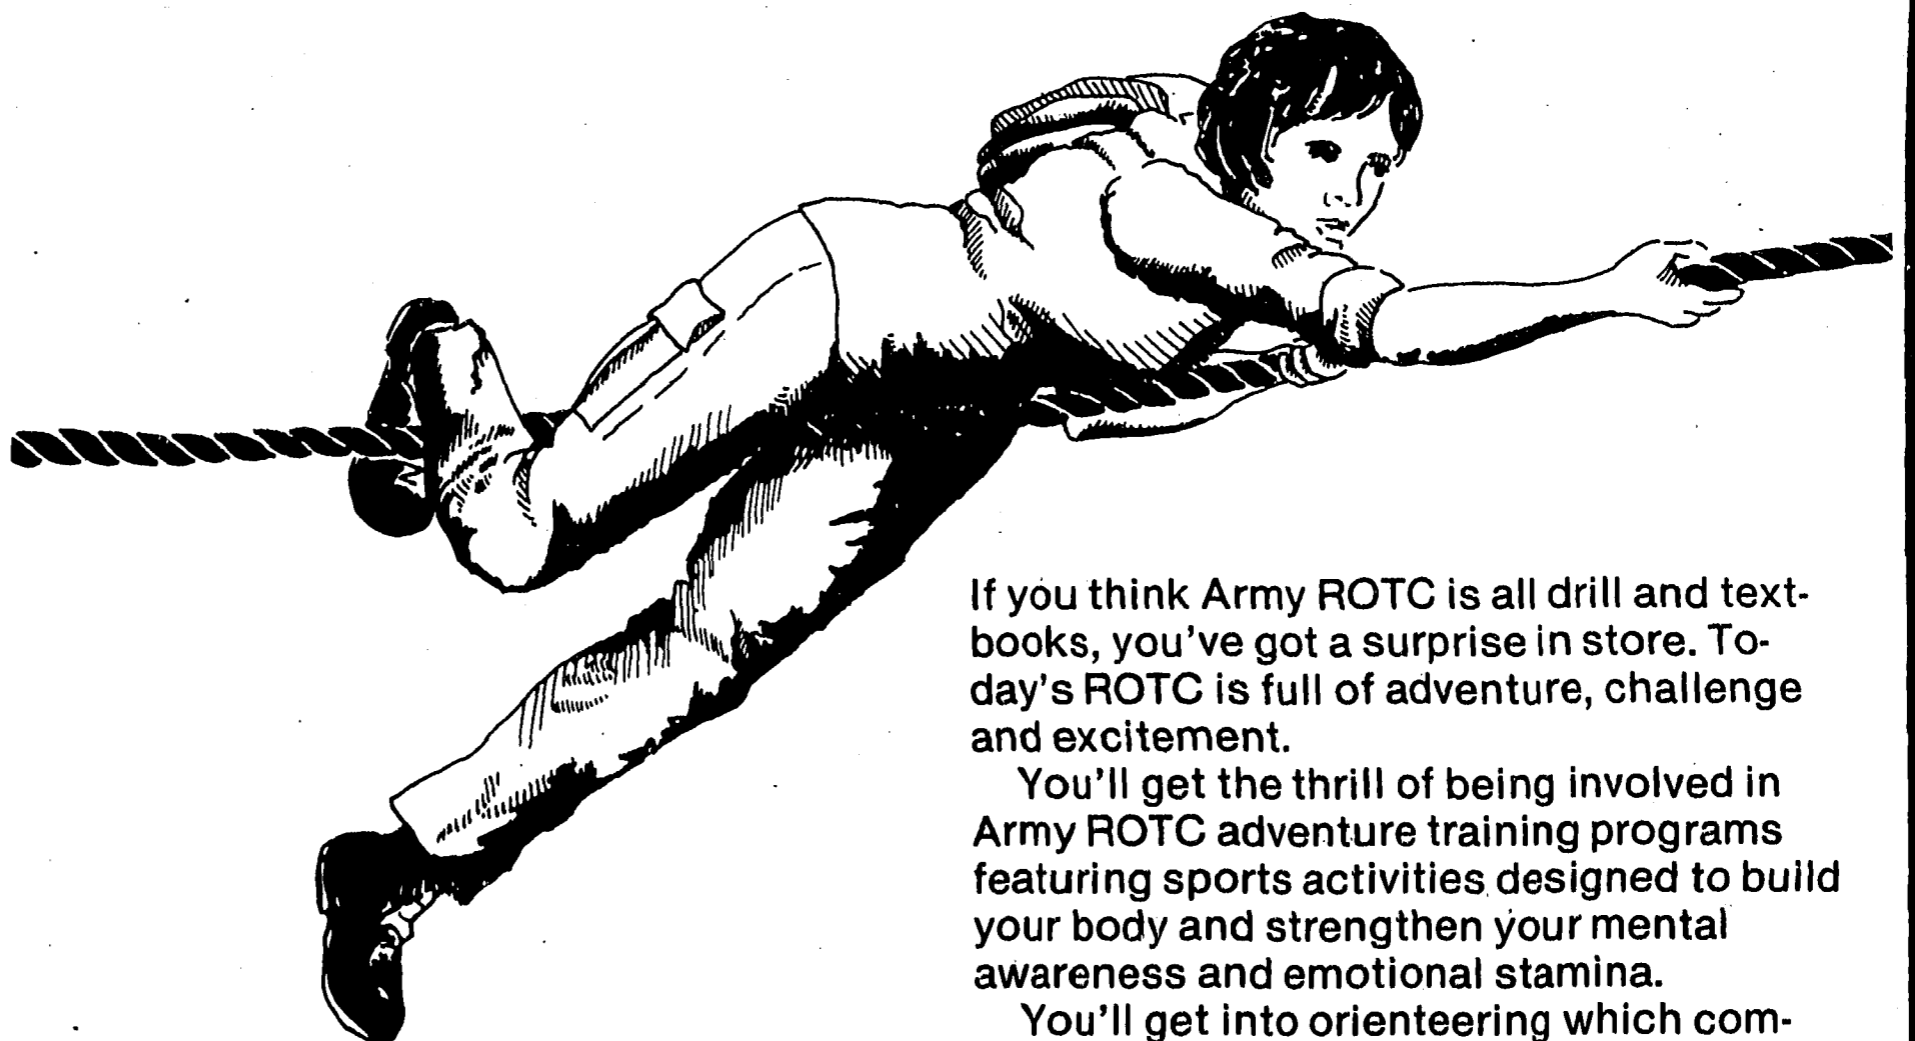 If you think Army ROTC is all drill and text-
books, you've got a surprise in store. To-
day's ROTC is full of adventure, challenge
and excitement.
You'll get the thrill of being involved in
Army ROTC adventure training programs
featuring sports activities designed to build
your body and strengthen your mental
awareness and emotional stamina.
You'll get into orienteering which com-